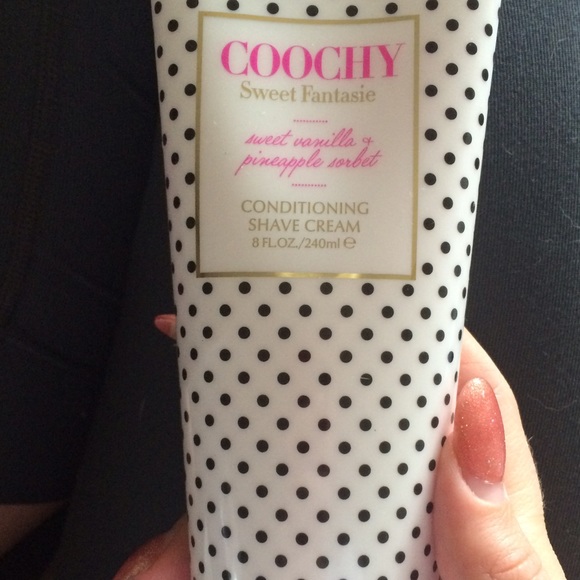 COOCHY
Sweet Fantasie
sweet vanilla &
pineapple sorbet
CONDITIONING
SHAVE CREAM
8 FL.OZ./240ml ℮